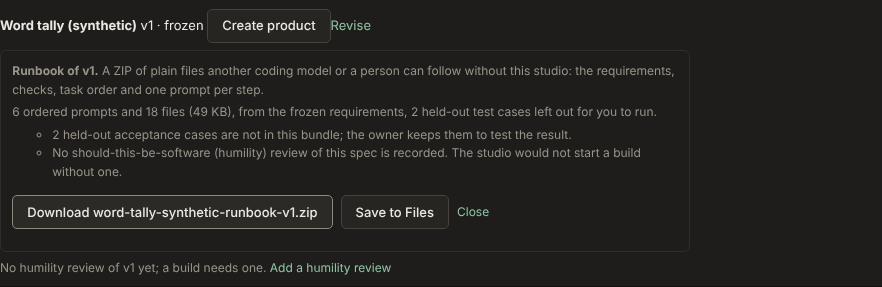 Word tally (synthetic) v1 · frozen Create product Revise
Runbook of v1. A ZIP of plain files another coding model or a person can follow without this studio: the requirements,
checks, task order and one prompt per step.
6 ordered prompts and 18 files (49 KB), from the frozen requirements, 2 held-out test cases left out for you to run.
2 held-out acceptance cases are not in this bundle; the owner keeps them to test the result.
No should-this-be-software (humility) review of this spec is recorded. The studio would not start a build
without one.
Download word-tally-synthetic-runbook-v1.zip Save to Files Close
No humility review of v1 yet; a build needs one. Add a humility review